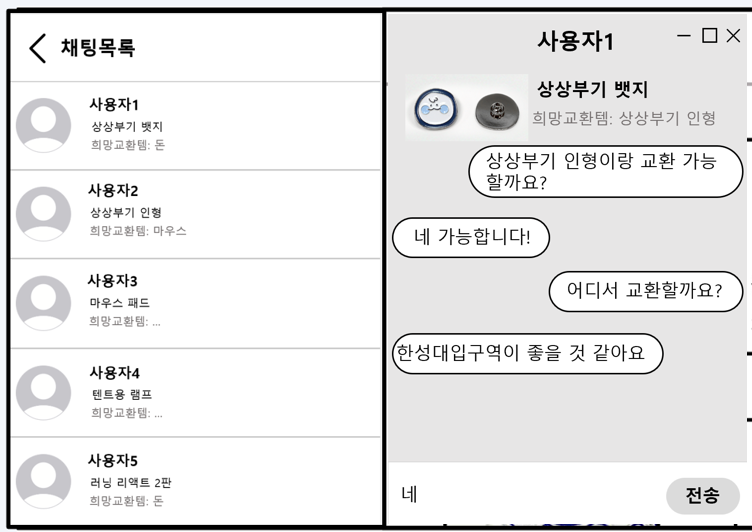 채팅목록
사용자1
상상부기 뱃지
희망교환템: 돈
사용자2
상상부기 인형
희망교환템: 마우스
사용자3
마우스 패드
희망교환템: ...
사용자4
텐트용 램프
희망교환템: ...
사용자5
러닝 리액트 2판
희망교환템: 돈
사용자1
상상부기 뱃지
희망교환템: 상상부기 인형
상상부기 인형이랑 교환 가능
할까요?
네 가능합니다!
어디서 교환할까요?
한성대입구역이 좋을 것 같아요
네
전송